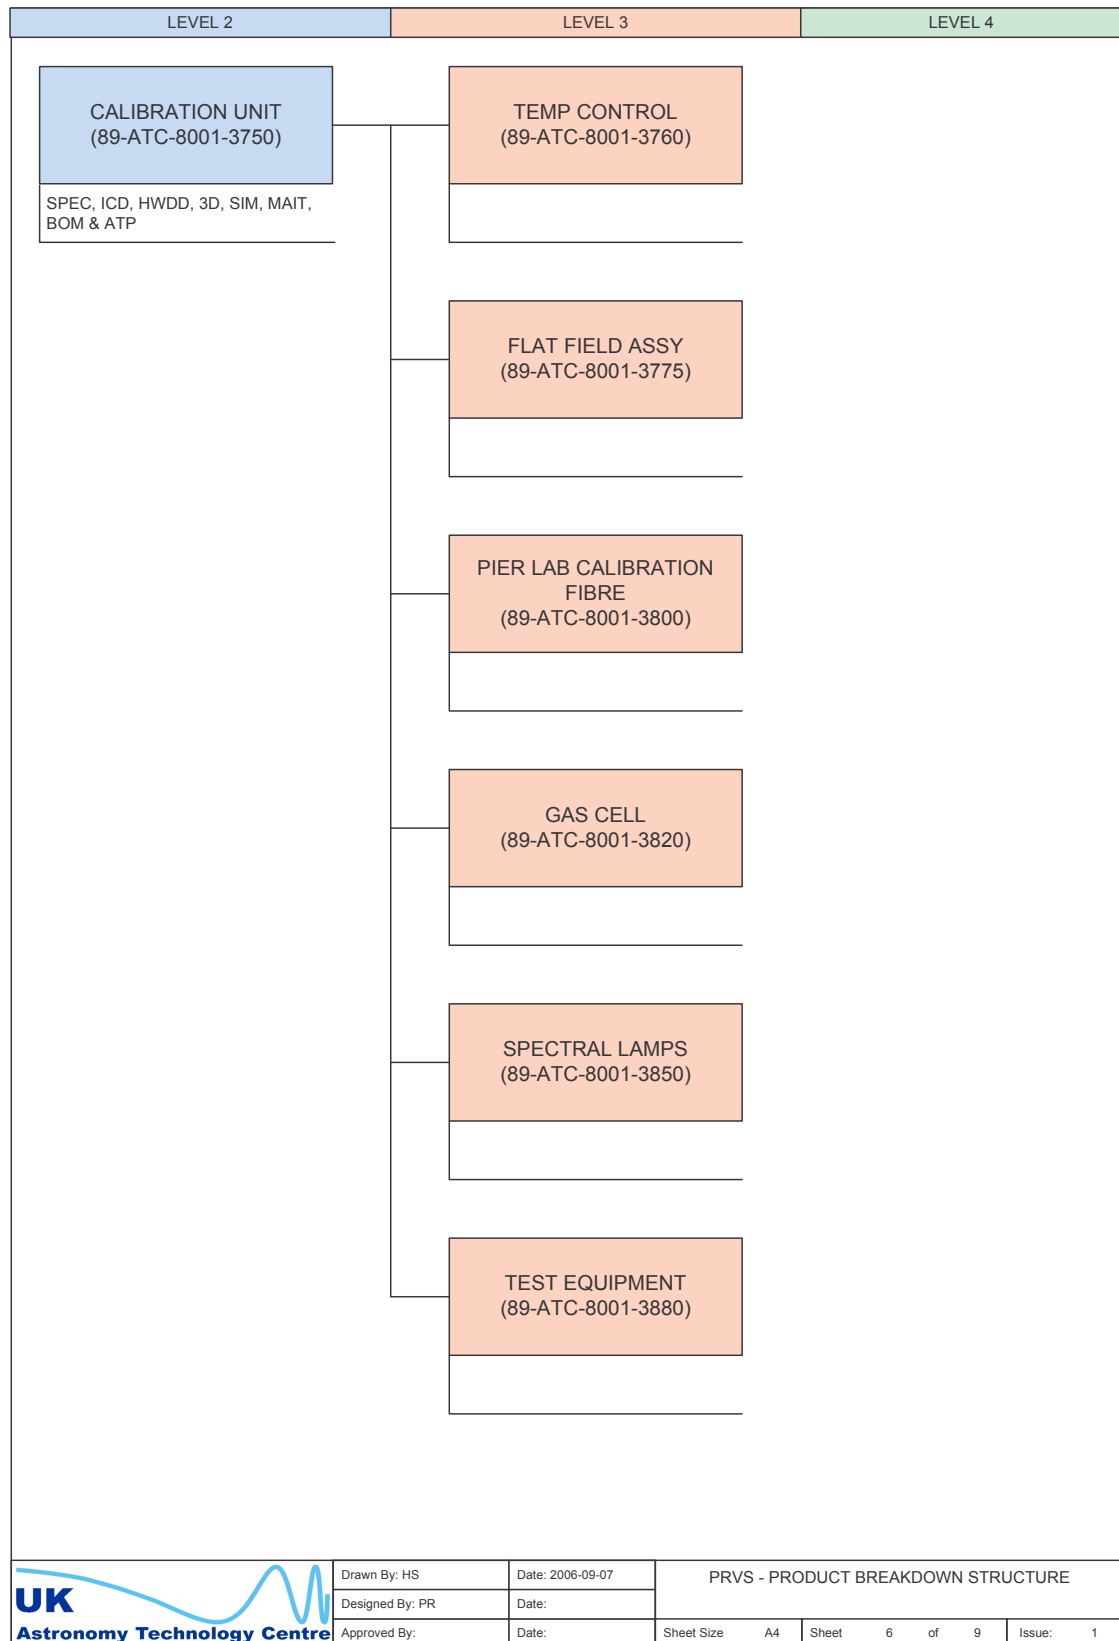 LEVEL 2
LEVEL 3
LEVEL 4
CALIBRATION UNIT
(89-ATC-8001-3750)
SPEC, ICD, HWDD, 3D, SIM, MAIT,
BOM & ATP
TEMP CONTROL
(89-ATC-8001-3760)
FLAT FIELD ASSY
(89-ATC-8001-3775)
PIER LAB CALIBRATION
FIBRE
(89-ATC-8001-3800)
GAS CELL
(89-ATC-8001-3820)
SPECTRAL LAMPS
(89-ATC-8001-3850)
TEST EQUIPMENT
(89-ATC-8001-3880)
UK
Astronomy Technology Centre
Drawn By: HS
Date: 2006-09-07
Designed By: PR
Date:
Approved By:
Date:
PRVS - PRODUCT BREAKDOWN STRUCTURE
Sheet Size A4
Sheet 6 of 9
Issue: 1